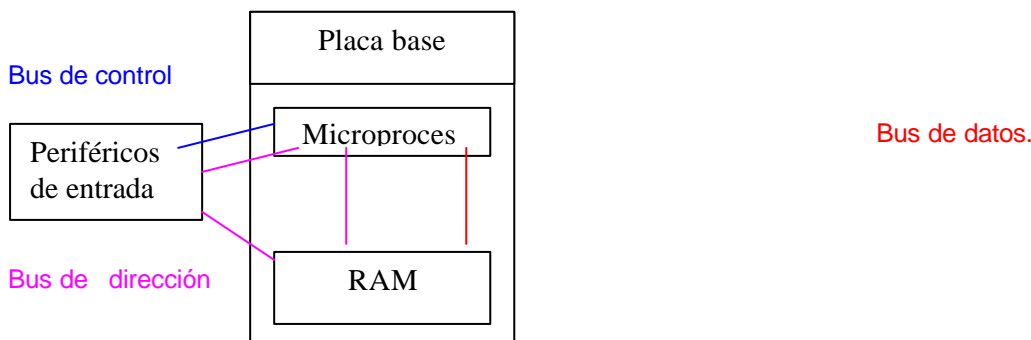 Placa base
Bus de control
Microproces
Bus de datos.
Periféricos
de entrada
Bus de dirección
RAM